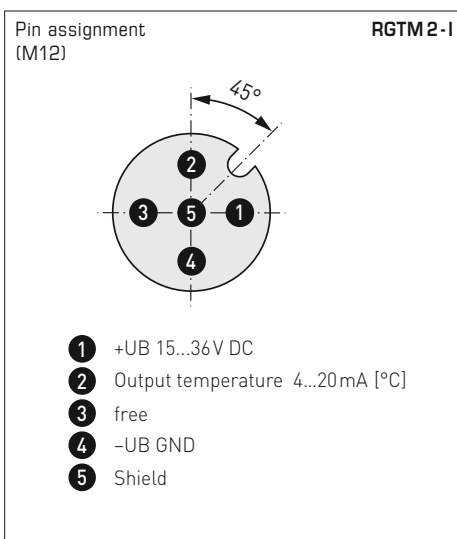 Pin assignment RGTM 2 - I
(M12)
45°
2
3 5 1
4
1 +UB 15...36 V DC
2 Output temperature 4...20 mA [°C]
3 free
4 –UB GND
5 Shield